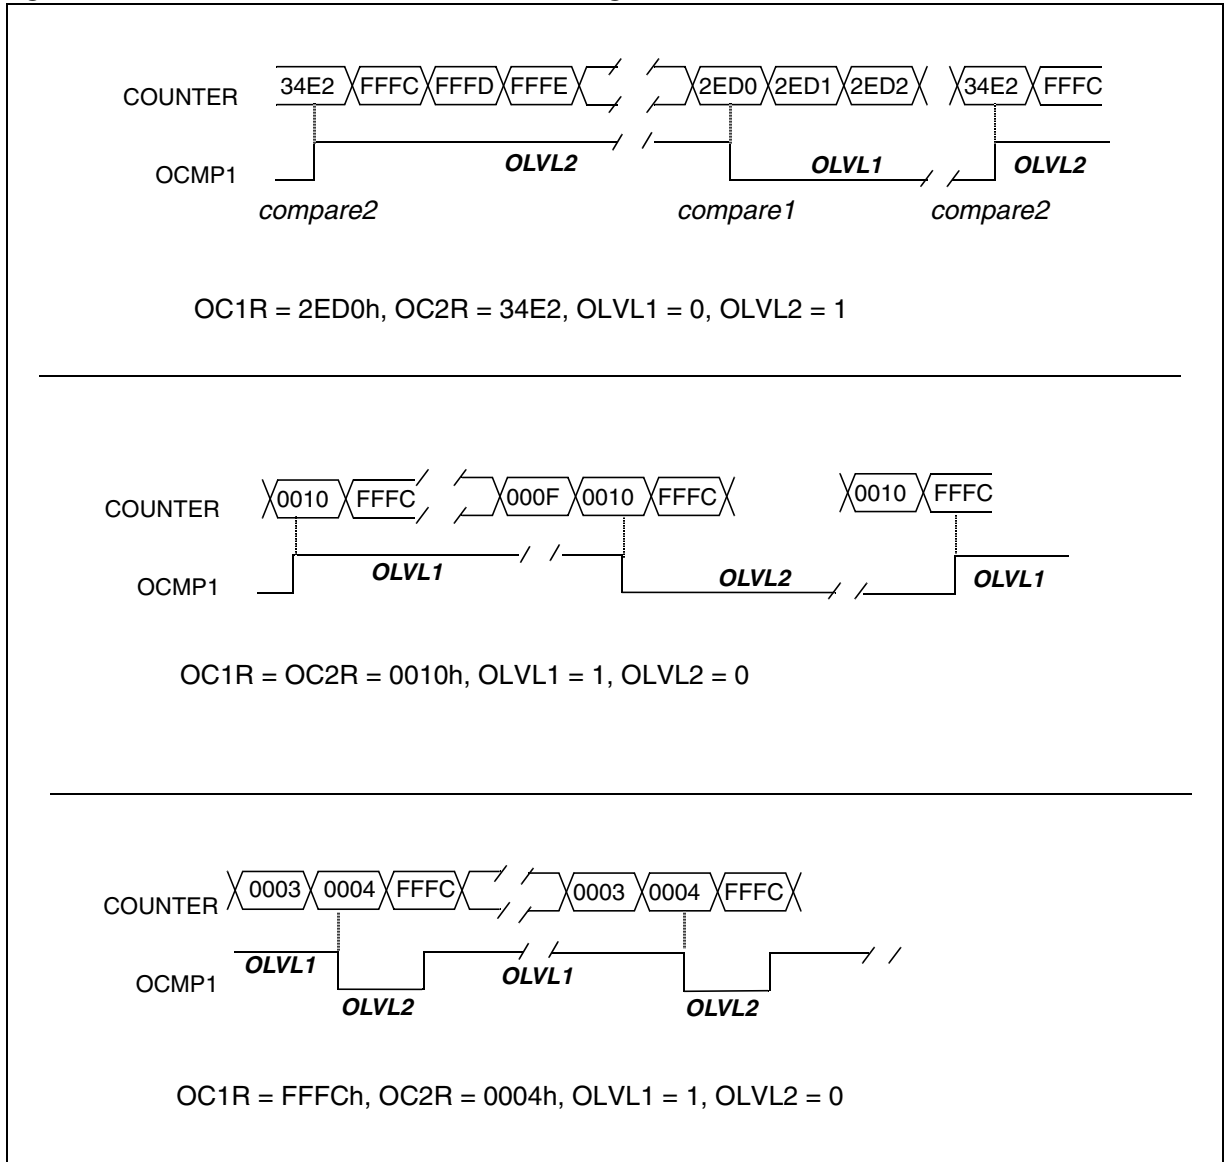 34E2 FFFC FFFD FFFE 2ED0 2ED1 2ED2 34E2 FFFC
COUNTER
OLVL2 OLVL1 OLVL2
OCMP1
compare2 compare1 compare2
OC1R = 2ED0h, OC2R = 34E2, OLVL1 = 0, OLVL2 = 1
0010 FFFC 000F 0010 FFFC 0010 FFFC
COUNTER
OLVL1 OLVL2 OLVL1
OCMP1
OC1R = OC2R = 0010h, OLVL1 = 1, OLVL2 = 0
0003 0004 FFFC 0003 0004 FFFC
COUNTER
OLVL1 OLVL1
OCMP1
OLVL2 OLVL2
OC1R = FFFCh, OC2R = 0004h, OLVL1 = 1, OLVL2 = 0